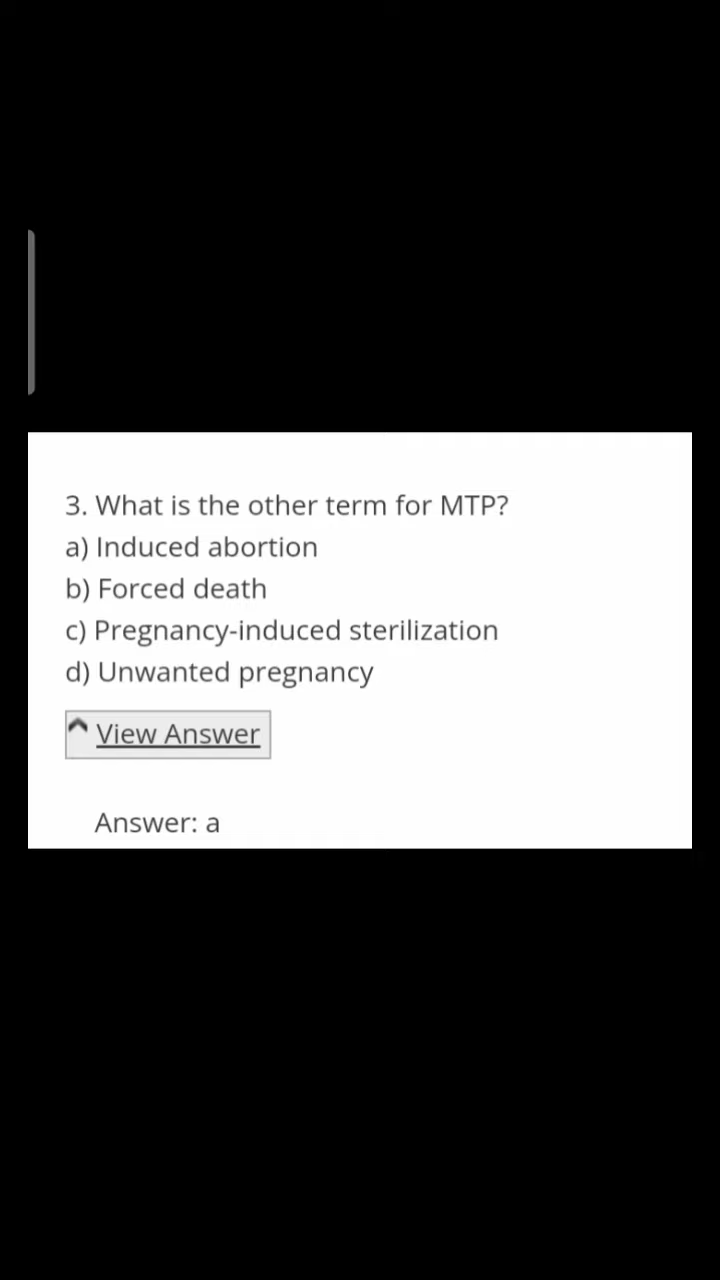 3. What is the other term for MTP?
a) Induced abortion
b) Forced death
c) Pregnancy-induced sterilization
d) Unwanted pregnancy
View Answer
Answer: a